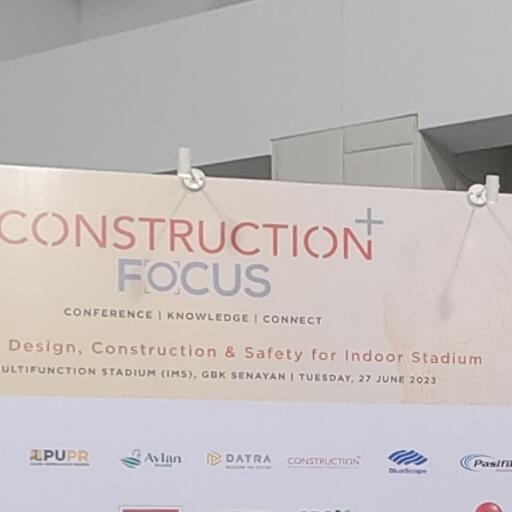 CONSTRUCTION+
FOCUS
CONFERENCE | KNOWLEDGE | CONNECT
Design, Construction & Safety for Indoor Stadium
ULTIFUNCTION STADIUM (IMS), GBK SENAYAN | TUESDAY, 27 JUNE 2023
PUPR Avian DATRA CONSTRUCTION+ BlueScope Pasifi